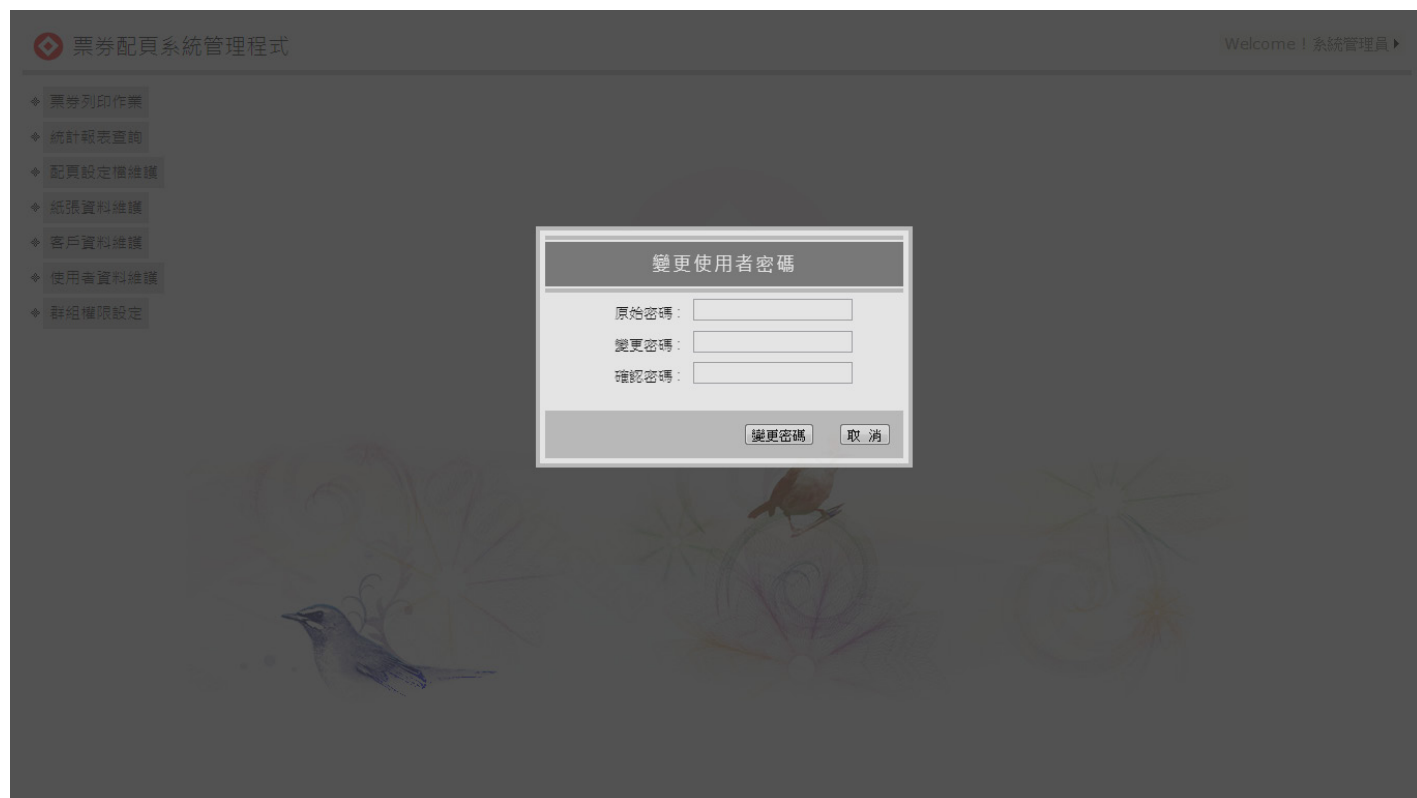 票券配頁系統管理程式
Welcome！系統管理員
票券列印作業
統計報表查詢
配頁設定檔維護
紙張資料維護
客戶資料維護
使用者資料維護
群組權限設定
變更使用者密碼
原始密碼：
變更密碼：
確認密碼：
變更密碼 取 消